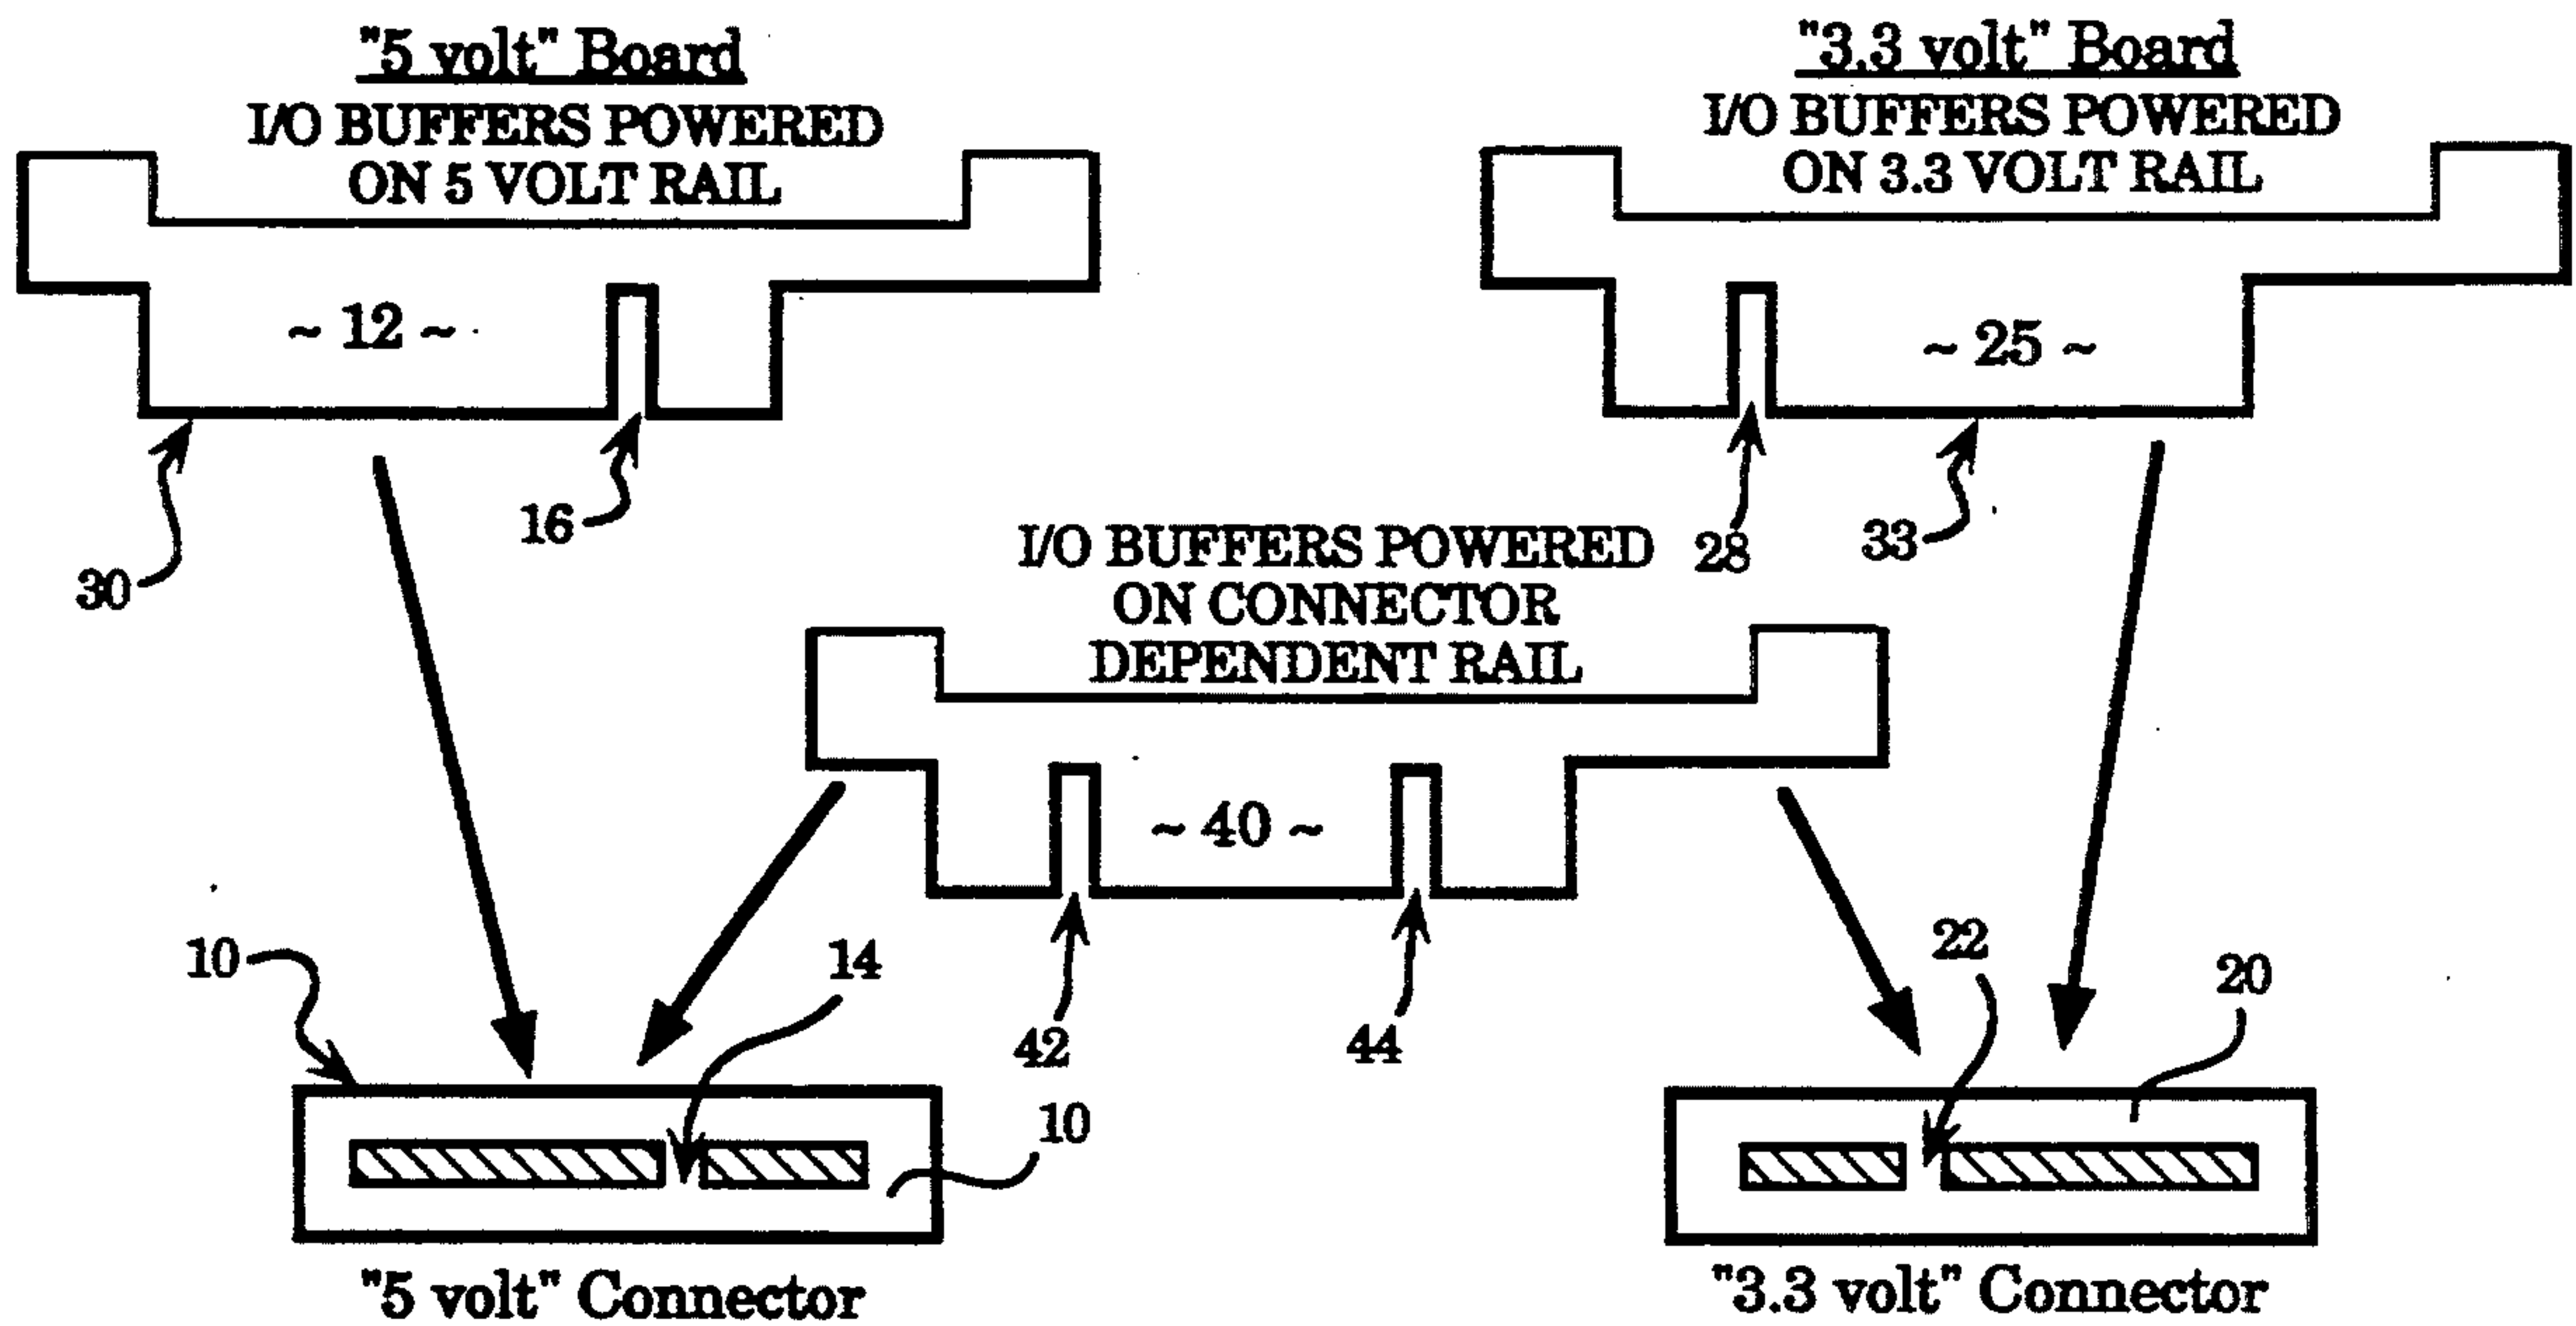 "5 volt" Board
I/O BUFFERS POWERED
ON 5 VOLT RAIL
"3.3 volt" Board
I/O BUFFERS POWERED
ON 3.3 VOLT RAIL
~ 12 ~
~ 25 ~
30
16
28
33
I/O BUFFERS POWERED
ON CONNECTOR
DEPENDENT RAIL
~ 40 ~
10
14
42
44
22
20
10
"5 volt" Connector
"3.3 volt" Connector